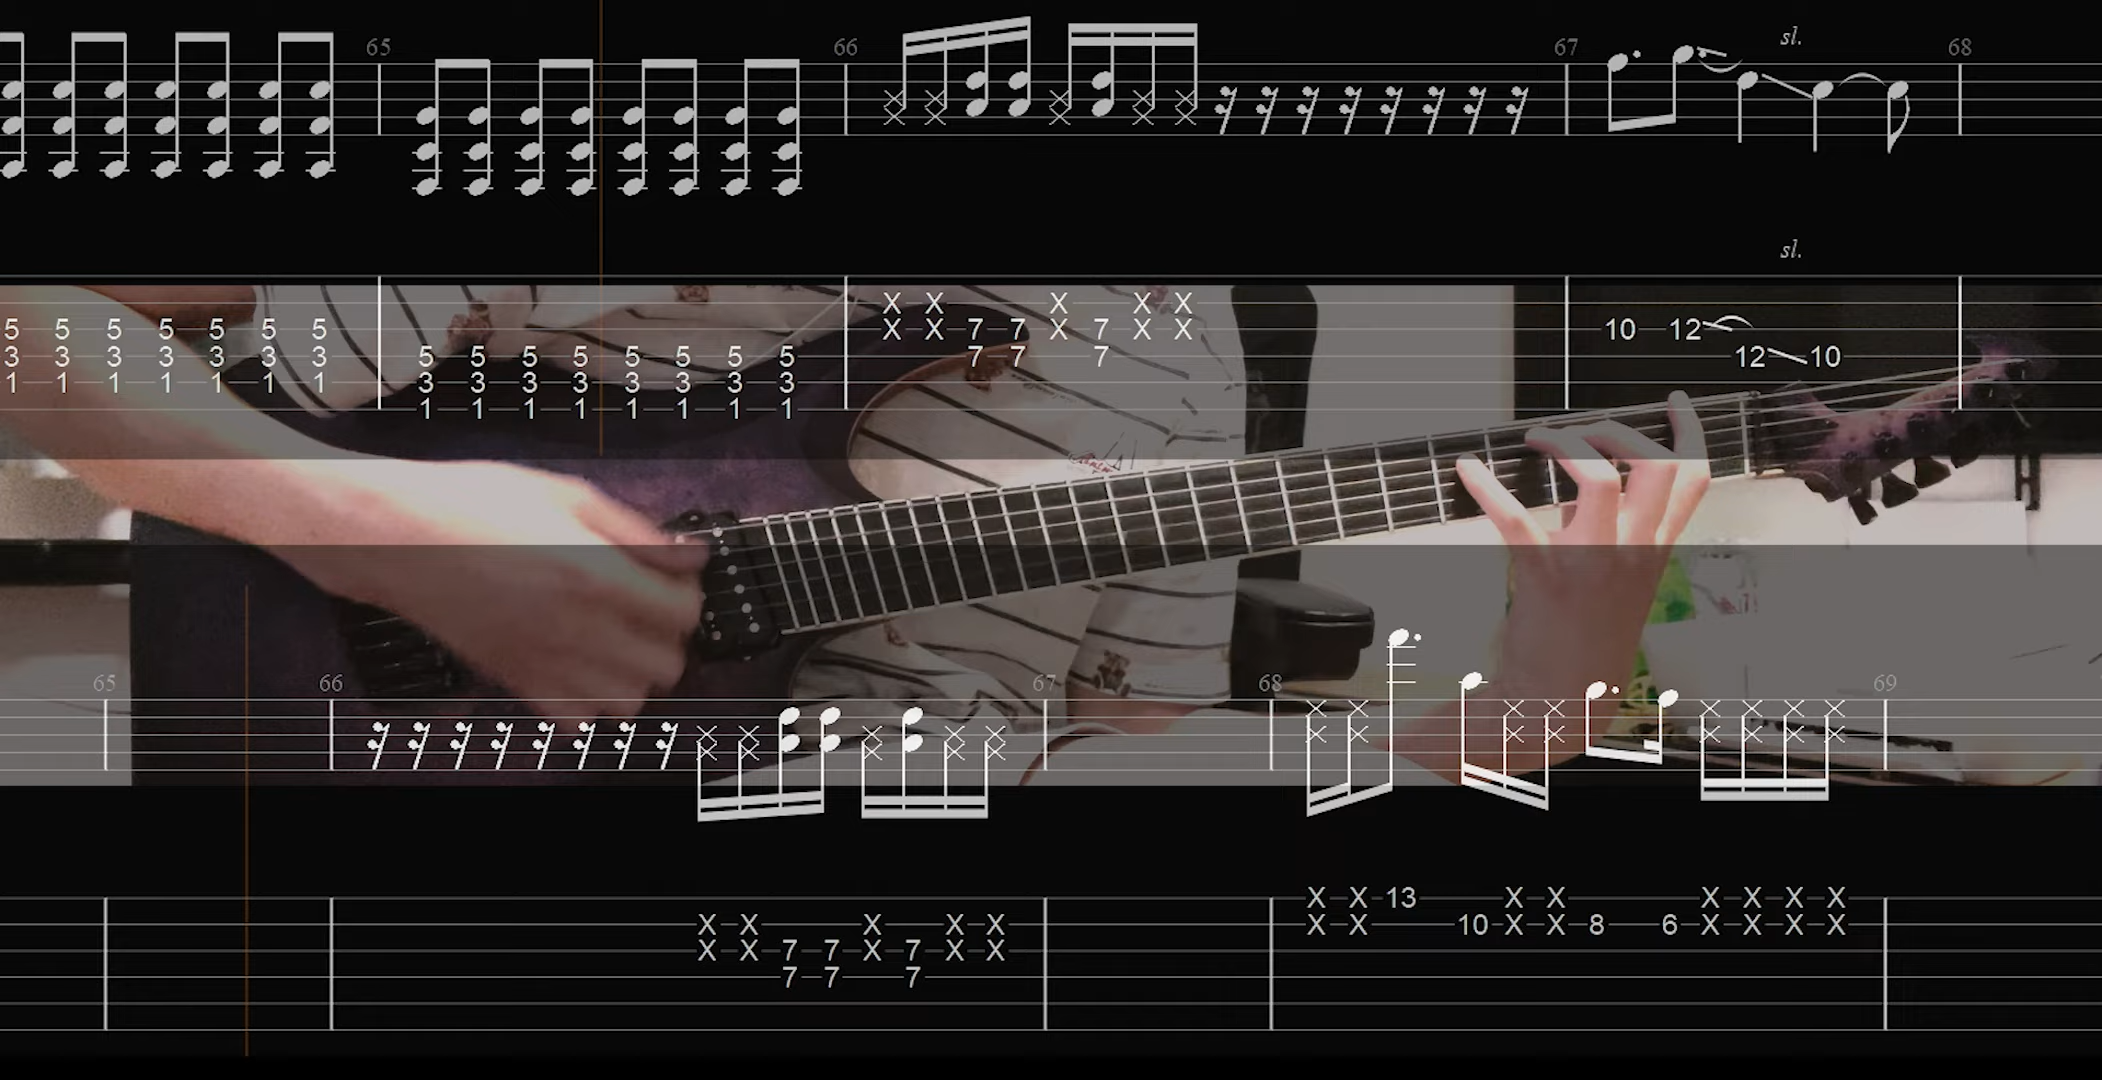 65 66 67 68
sl.
sl.
X X X X X
5 5 5 5 5 5 5 X X 7 7 X 7 X X 10 12
3 3 3 3 3 3 3 5 5 5 5 5 5 5 5 7 7 7 12 10
1 1 1 1 1 1 1 3 3 3 3 3 3 3 3
1 1 1 1 1 1 1 1
65 66 67 68 69
X X 13 X X X X X X
X X X X X X X 10 X X 8 6 X X X X
X X 7 7 X 7 X X
7 7 7